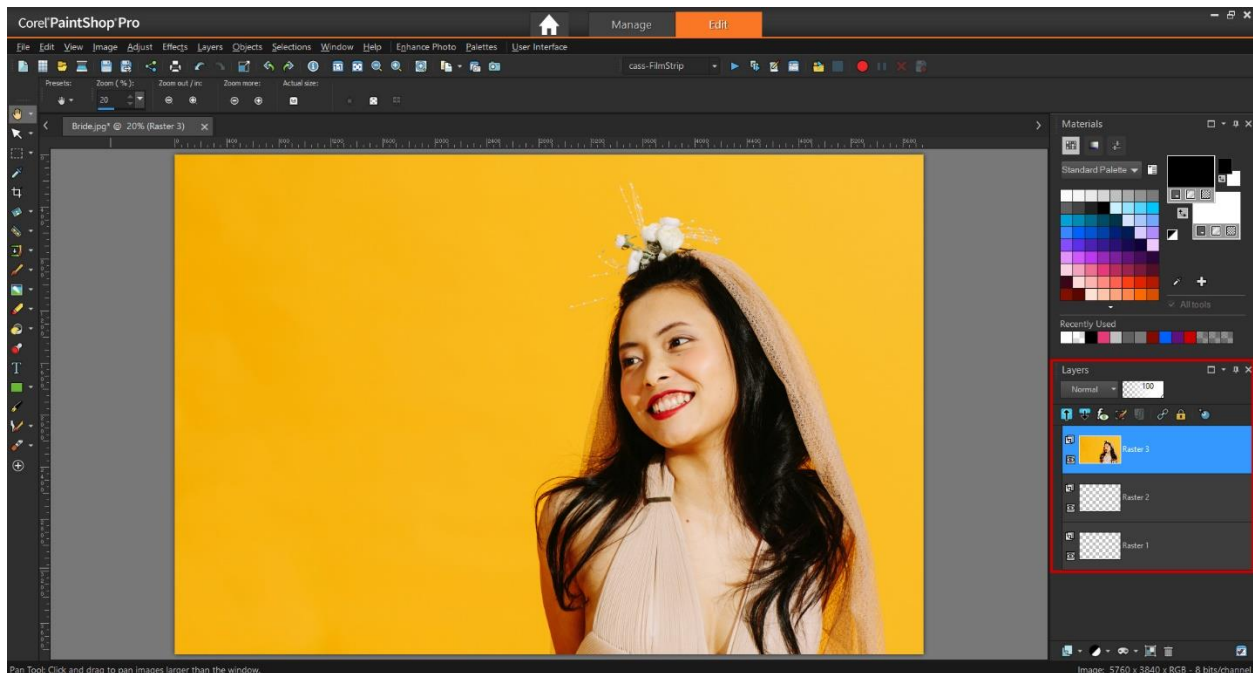 Corel PaintShop Pro
Manage
Edit
File Edit View Image Adjust Effects Layers Objects Selections Window Help Enhance Photo Palettes User Interface
cass-FilmStrip
Presets: Zoom (%): Zoom out / in: Zoom more: Actual size:
20
Bride.jpg* @ 20% (Raster 3)
Materials
Standard Palette
All tools
Recently Used
Layers
Normal
100
Raster 3
Raster 2
Raster 1
Pan Tool: Click and drag to pan images larger than the window.
Image: 5760 x 3840 x RGB - 8 bits/channel